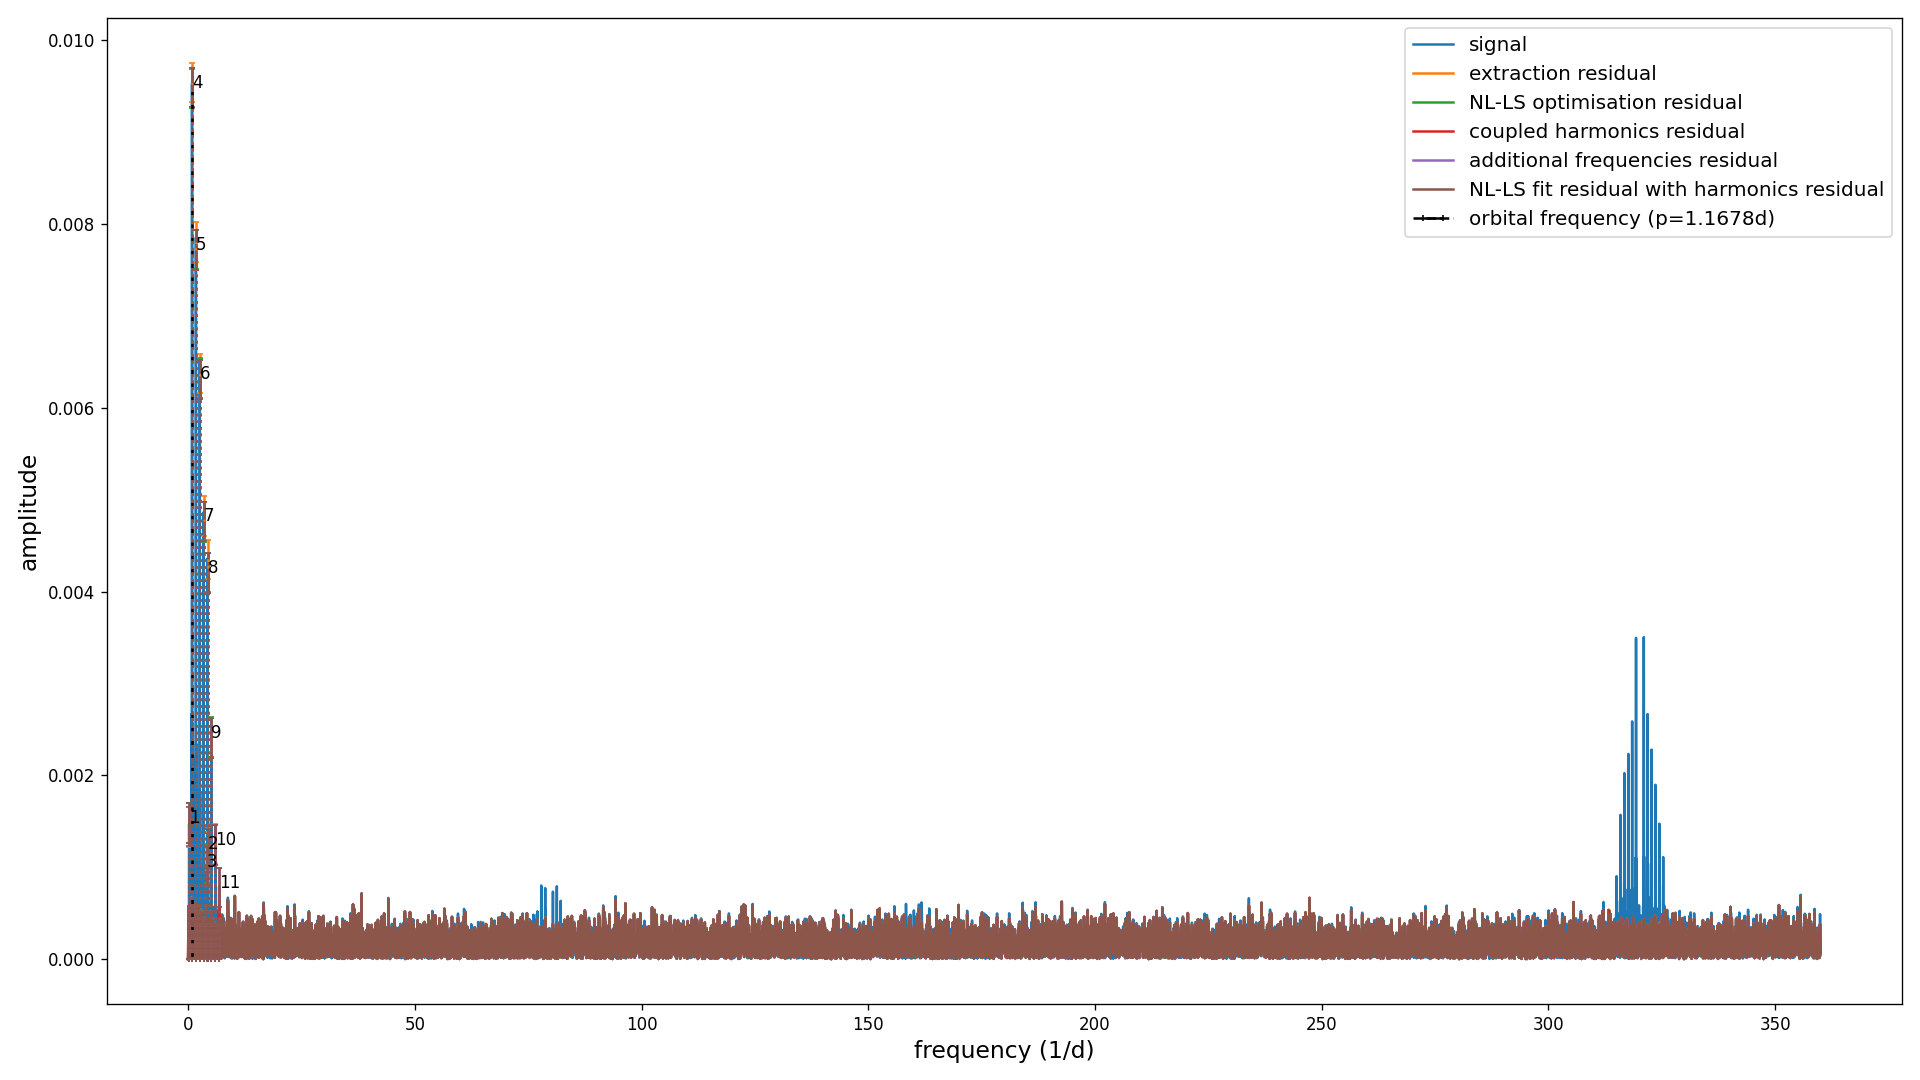 signal
extraction residual
NL-LS optimisation residual
coupled harmonics residual
additional frequencies residual
NL-LS fit residual with harmonics residual
orbital frequency (p=1.1678d)
0.010
0.008
0.006
0.004
0.002
0.000
amplitude
4
5
6
7
8
9
1
2
10
3
11
0
50
100
150
200
250
300
350
frequency (1/d)